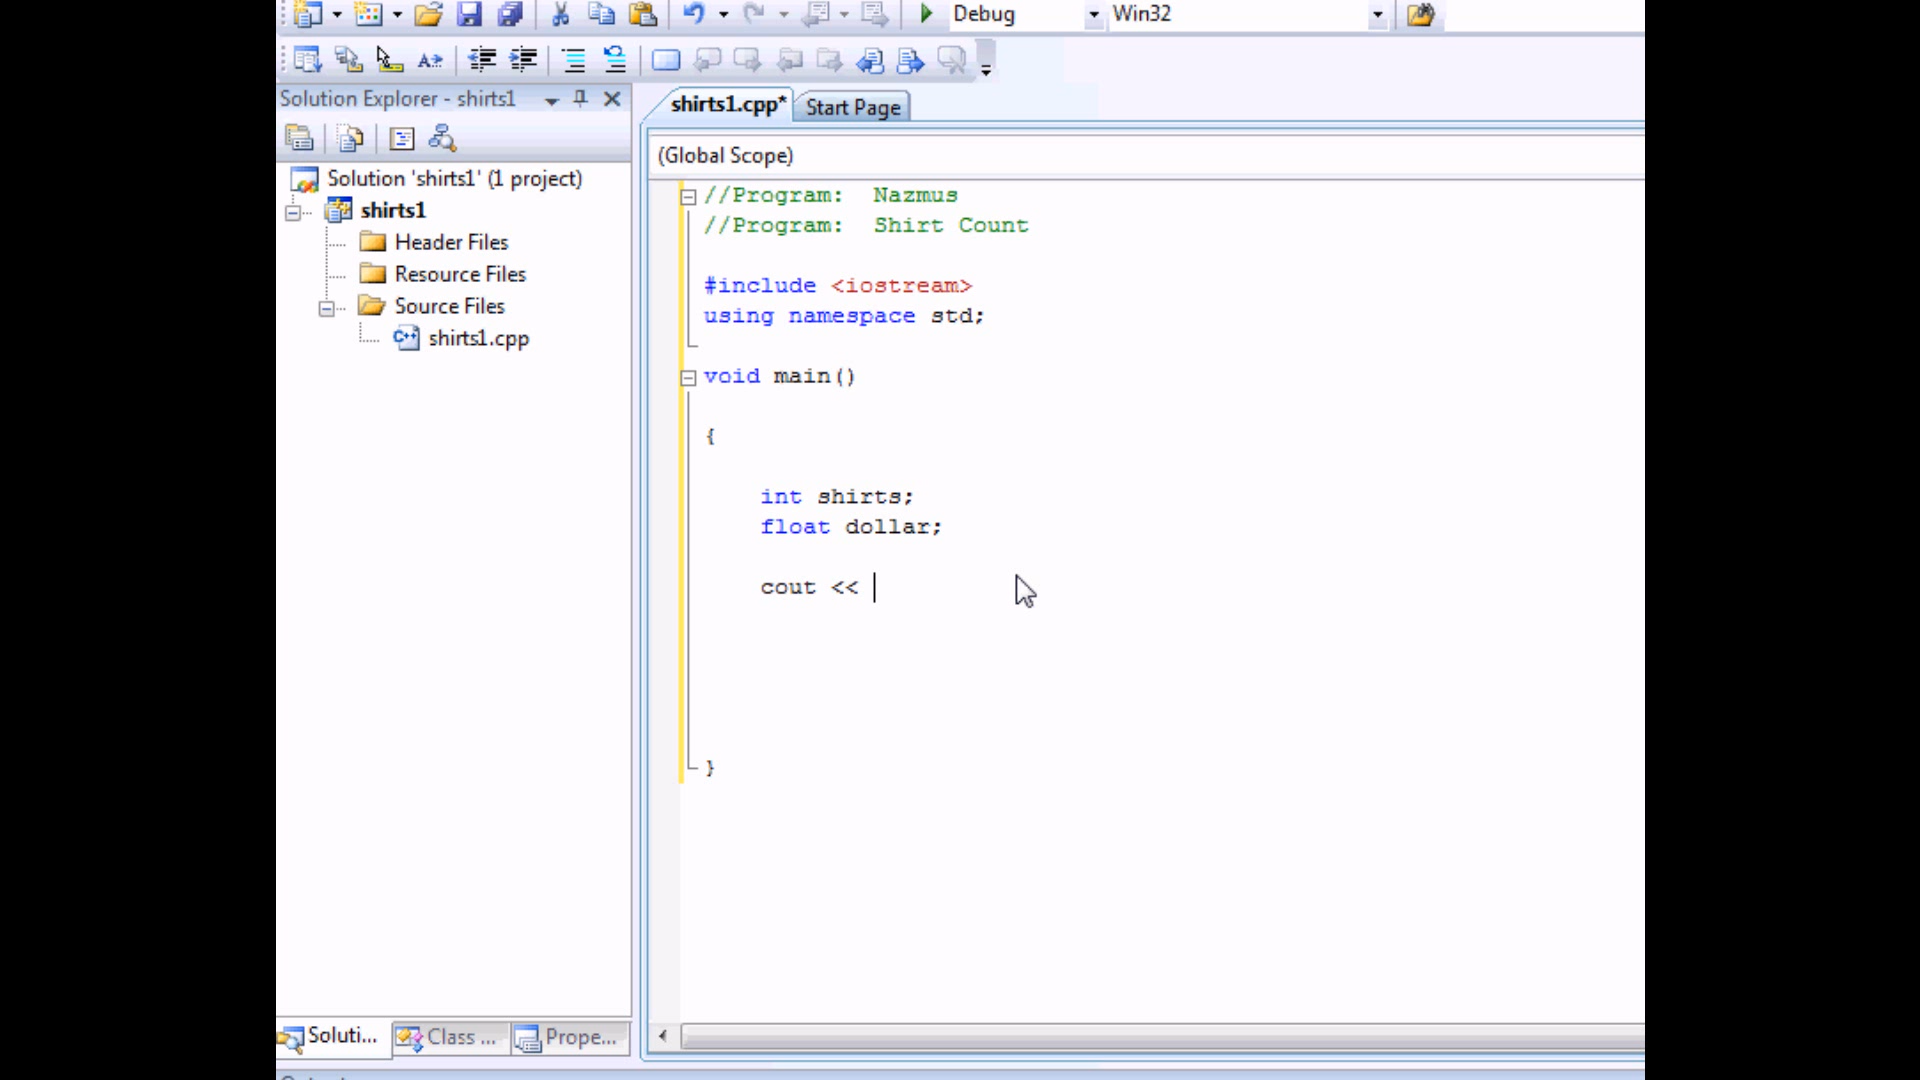 Debug
Win32
Solution Explorer - shirts1
shirts1.cpp*
Start Page
(Global Scope)
Solution 'shirts1' (1 project)
shirts1
Header Files
Resource Files
Source Files
shirts1.cpp
//Program:  Nazmus
//Program:  Shirt Count
#include <iostream>
using namespace std;
void main()
{
int shirts;
float dollar;
cout <<
}
Soluti...
Class ...
Prope...